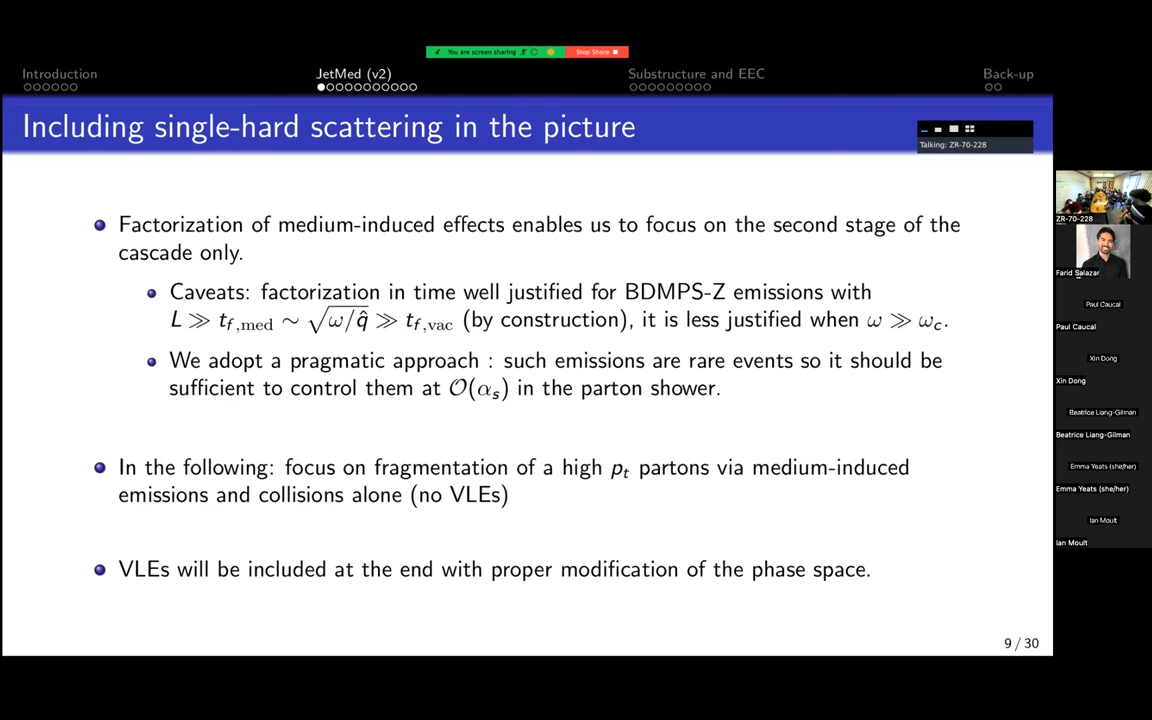 You are screen sharing
Stop Share
Introduction
JetMed (v2)
Substructure and EEC
Back-up
Including single-hard scattering in the picture
Talking: ZR-70-228
Factorization of medium-induced effects enables us to focus on the second stage of the
cascade only.
Caveats: factorization in time well justified for BDMPS-Z emissions with
L ≫ t_{f,med} ∼ √(ω/q̂) ≫ t_{f,vac} (by construction), it is less justified when ω ≫ ω_c.
We adopt a pragmatic approach : such emissions are rare events so it should be
sufficient to control them at O(α_s) in the parton shower.
In the following: focus on fragmentation of a high p_t partons via medium-induced
emissions and collisions alone (no VLEs)
VLEs will be included at the end with proper modification of the phase space.
9 / 30
ZR-70-228
Farid Salazar
Paul Caucal
Paul Caucal
Xin Dong
Xin Dong
Beatrice Liang-Gilman
Beatrice Liang-Gilman
Emma Yeats (she/her)
Emma Yeats (she/her)
Ian Moult
Ian Moult